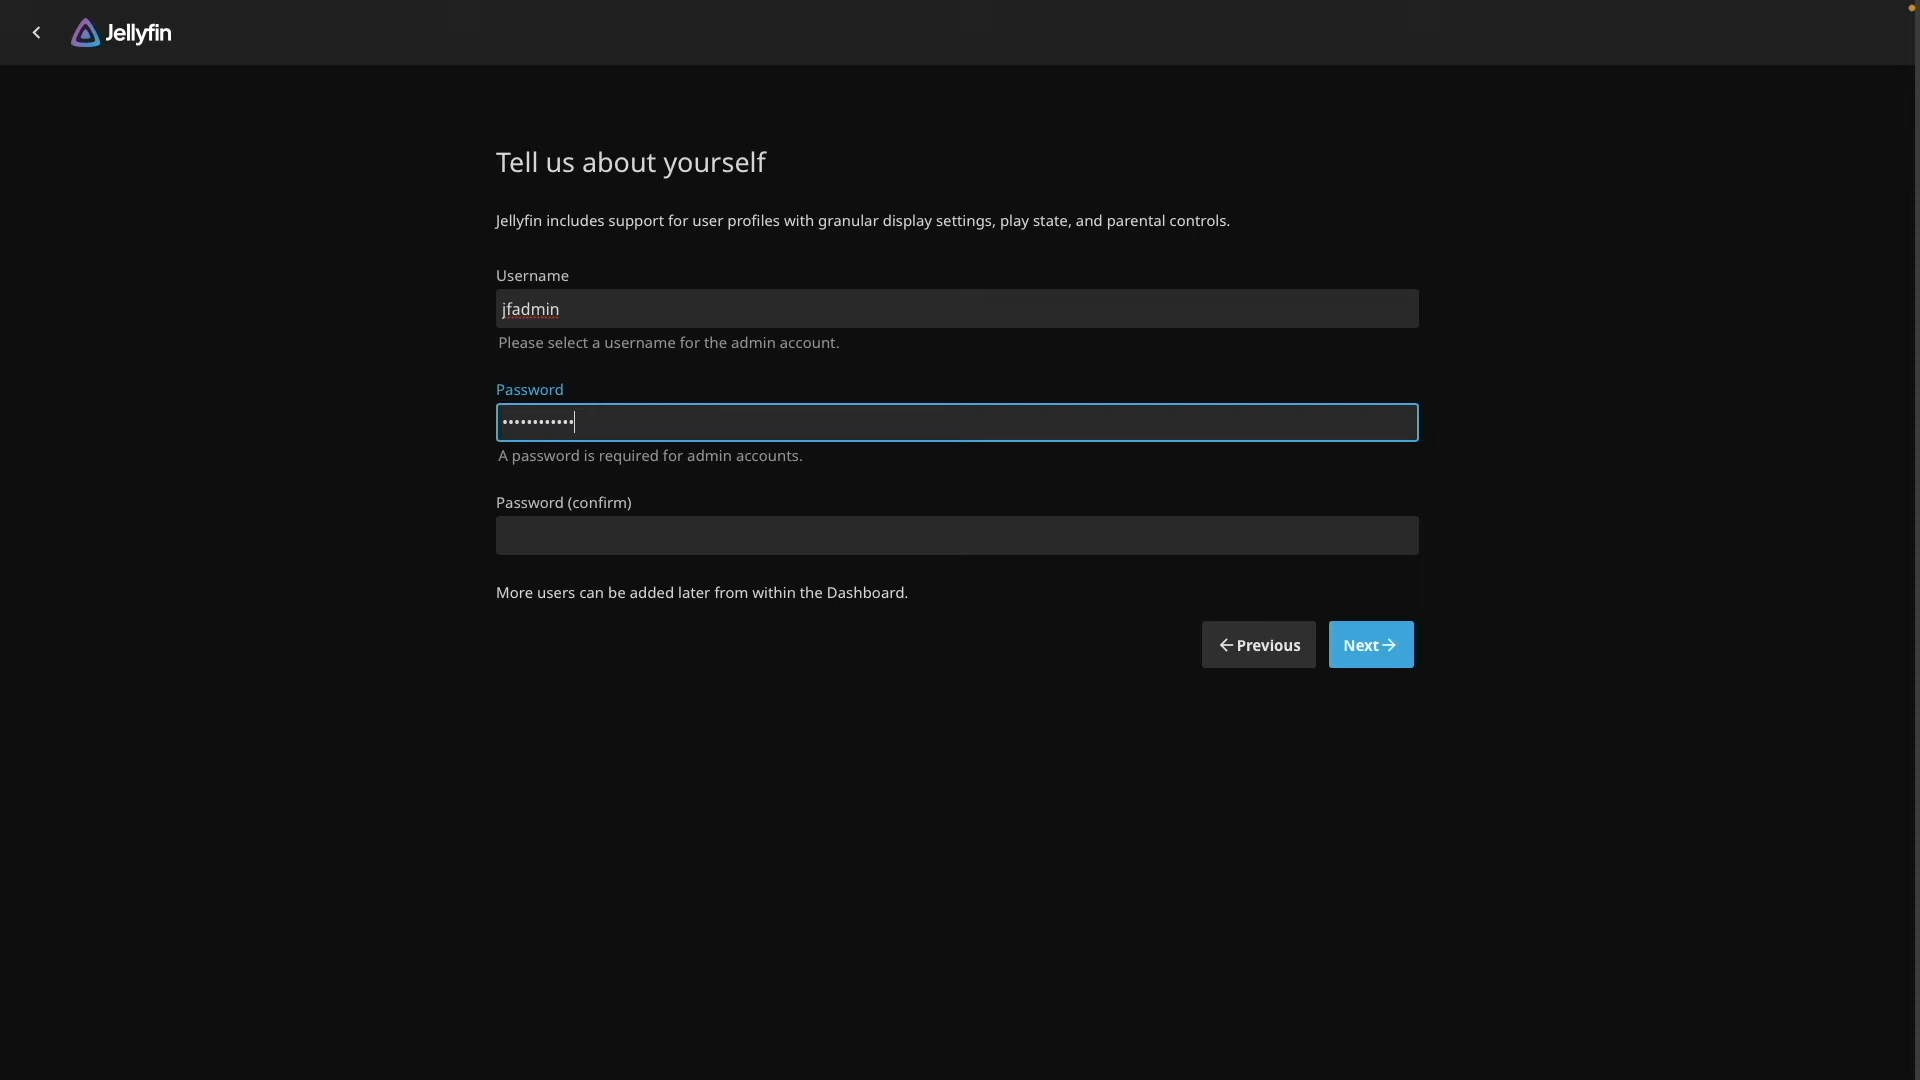 Jellyfin
Tell us about yourself
Jellyfin includes support for user profiles with granular display settings, play state, and parental controls.
Username
jfadmin
Please select a username for the admin account.
Password
••••••••••••
A password is required for admin accounts.
Password (confirm)
More users can be added later from within the Dashboard.
Previous
Next